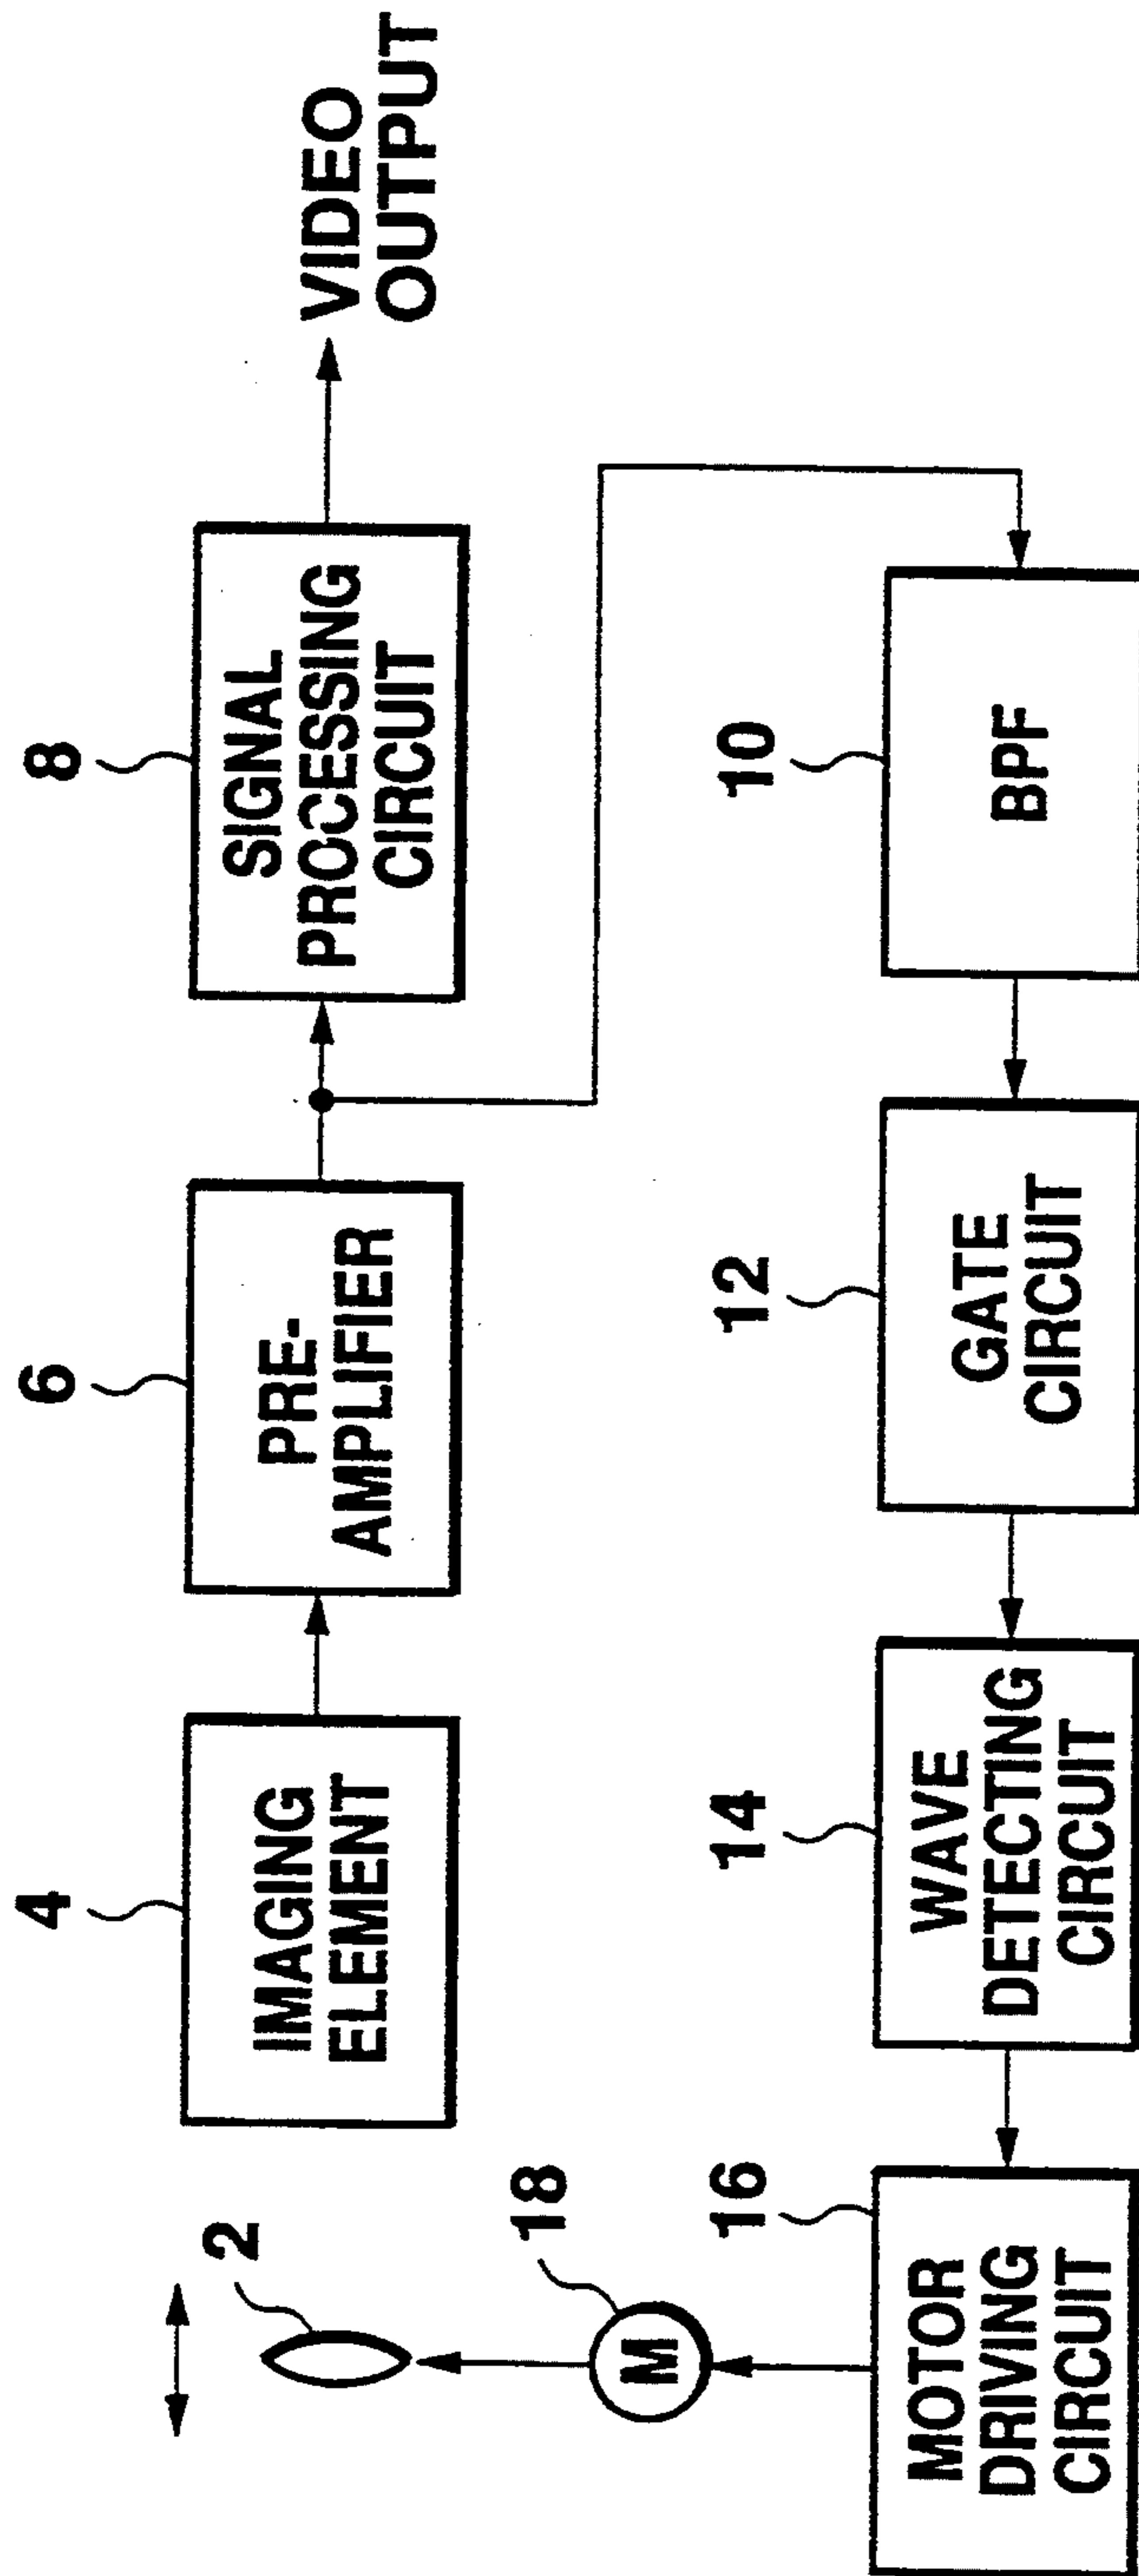 2
4
IMAGING
ELEMENT
6
PRE-
AMPLIFIER
8
SIGNAL
PROCESSING
CIRCUIT
VIDEO
OUTPUT
18
M
16
MOTOR
DRIVING
CIRCUIT
14
WAVE
DETECTING
CIRCUIT
12
GATE
CIRCUIT
10
BPF